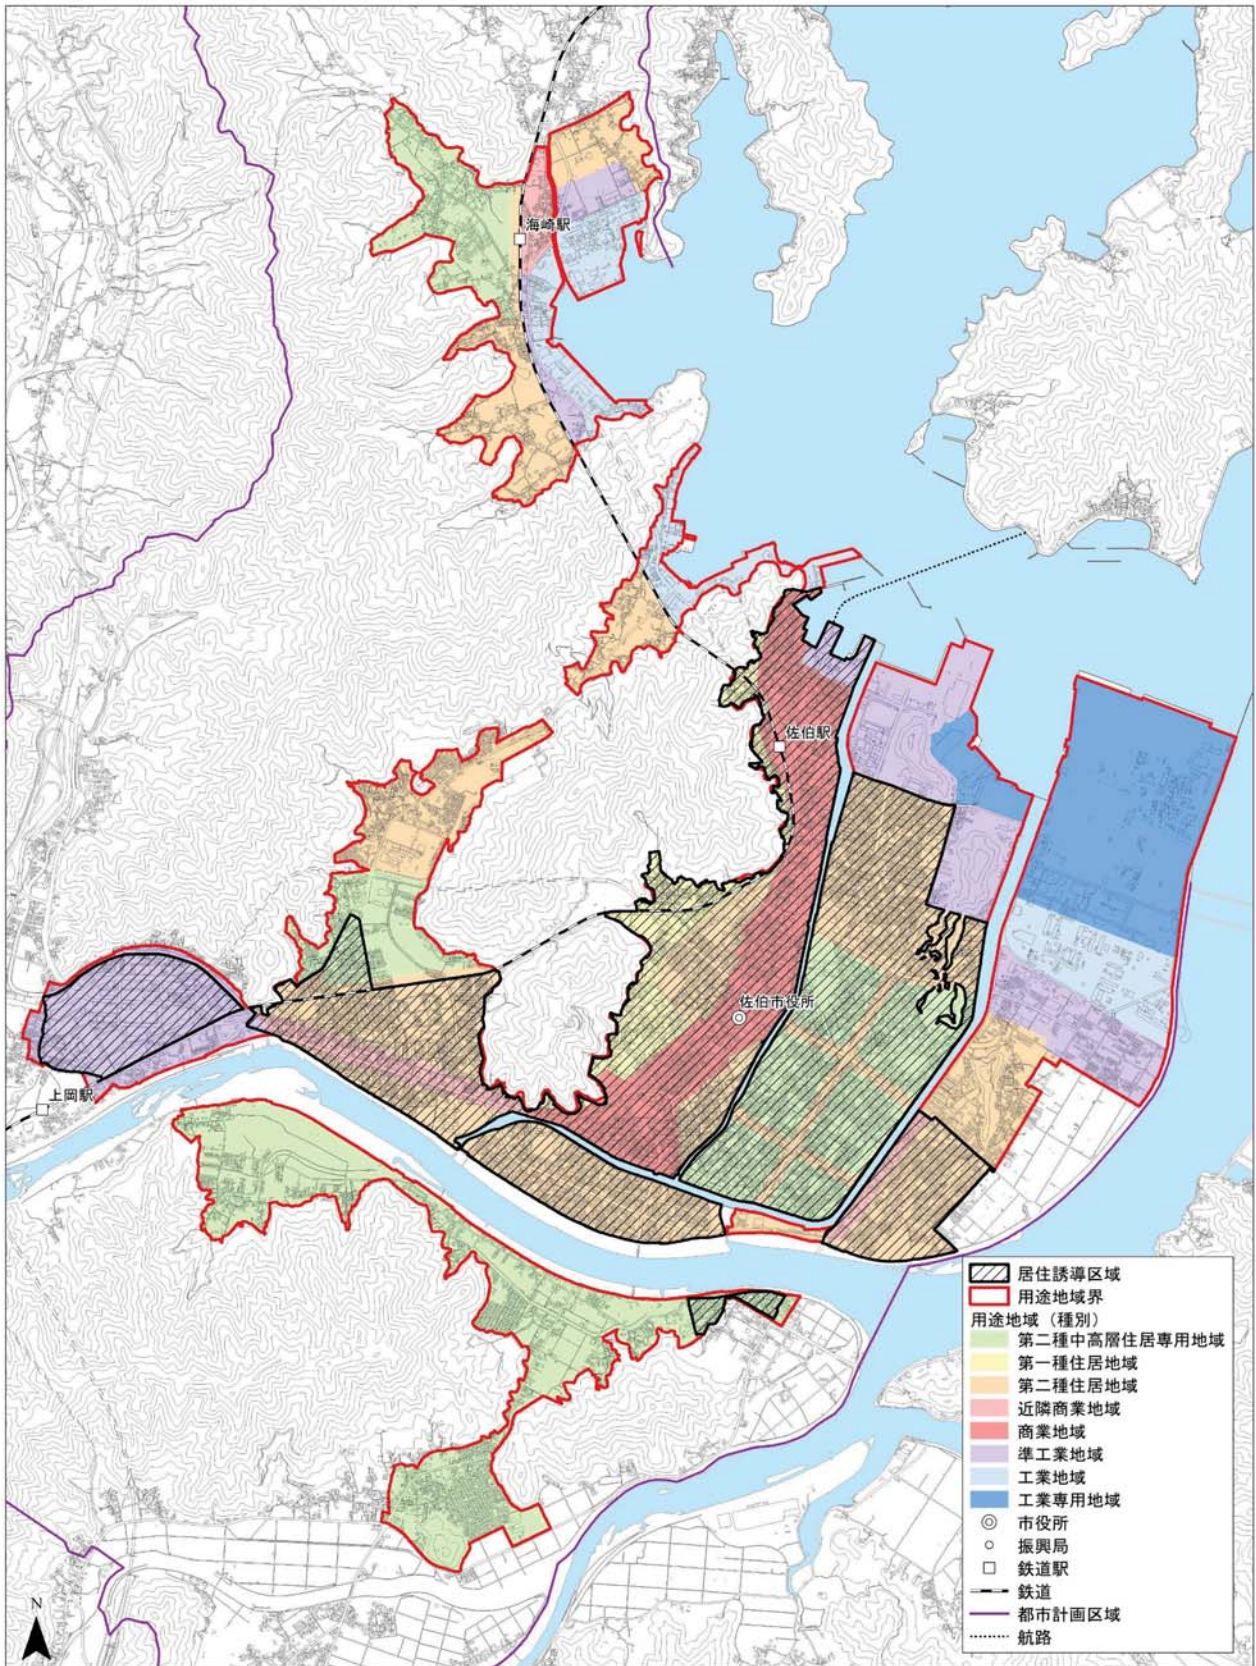 海崎駅
佐伯駅
佐伯市役所
上岡駅
居住誘導区域
用途地域界
用途地域（種別）
第二種中高層住居専用地域
第一種住居地域
第二種住居地域
近隣商業地域
商業地域
準工業地域
工業地域
工業専用地域
市役所
振興局
鉄道駅
鉄道
都市計画区域
航路
N